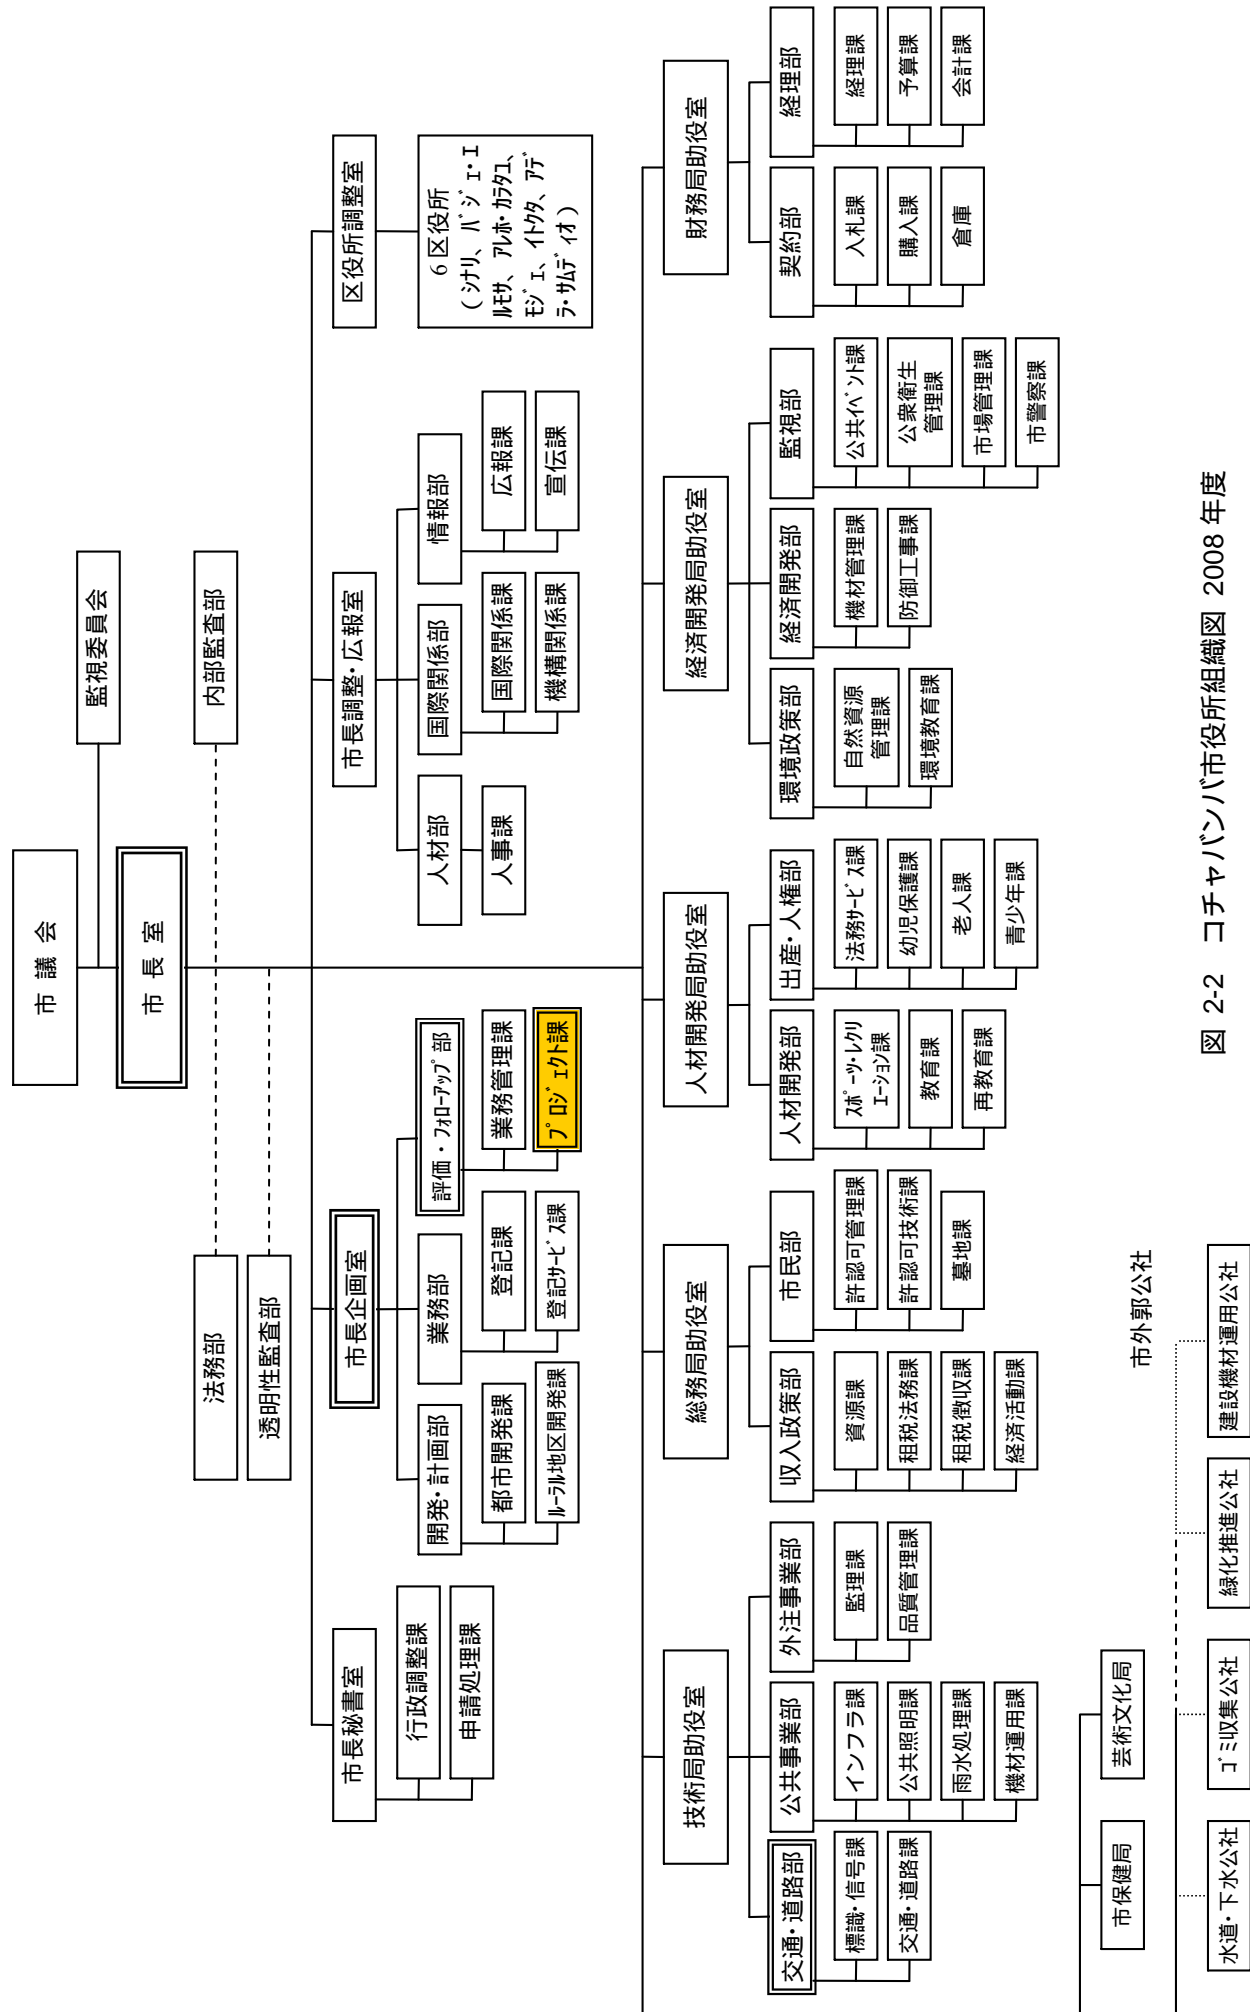 市 議 会
監視委員会
市 長 室
内部監査部
法務部
透明性監査部
市長秘書室
行政調整課
申請処理課
市長企画室
開発・計画部
都市開発課
ルーラル地区開発課
業務部
登記課
登記サービス課
評価・フォローアップ部
業務管理課
プロジェクト課
市長調整・広報室
人材部
人事課
国際関係部
国際関係課
機構関係課
情報部
広報課
宣伝課
区役所調整室
6 区役所
(シナリ、バジェ・エ
ルモサ、アレホ・カラタユ、
モジェ、イトクタ、アデ
ラ・サムディオ)
技術局助役室
交通・道路部
標識・信号課
交通・道路課
公共事業部
インフラ課
公共照明課
雨水処理課
機材運用課
外注事業部
監理課
品質管理課
総務局助役室
収入政策部
資源課
租税法務課
租税徴収課
経済活動課
市民部
許認可管理課
許認可技術課
墓地課
人材開発局助役室
人材開発部
スポーツ・レクリ
エーション課
教育課
再教育課
出産・人権部
法務サービス課
幼児保護課
老人課
青少年課
経済開発局助役室
環境政策部
自然資源
管理課
環境教育課
経済開発部
機材管理課
防御工事課
監視部
公共イベント課
公衆衛生
管理課
市場管理課
市警察課
財務局助役室
契約部
入札課
購入課
倉庫
経理部
経理課
予算課
会計課
市保健局
芸術文化局
市外郭公社
水道・下水公社
ゴミ収集公社
緑化推進公社
建設機材運用公社
図 2-2 コチャバンバ市役所組織図 2008 年度